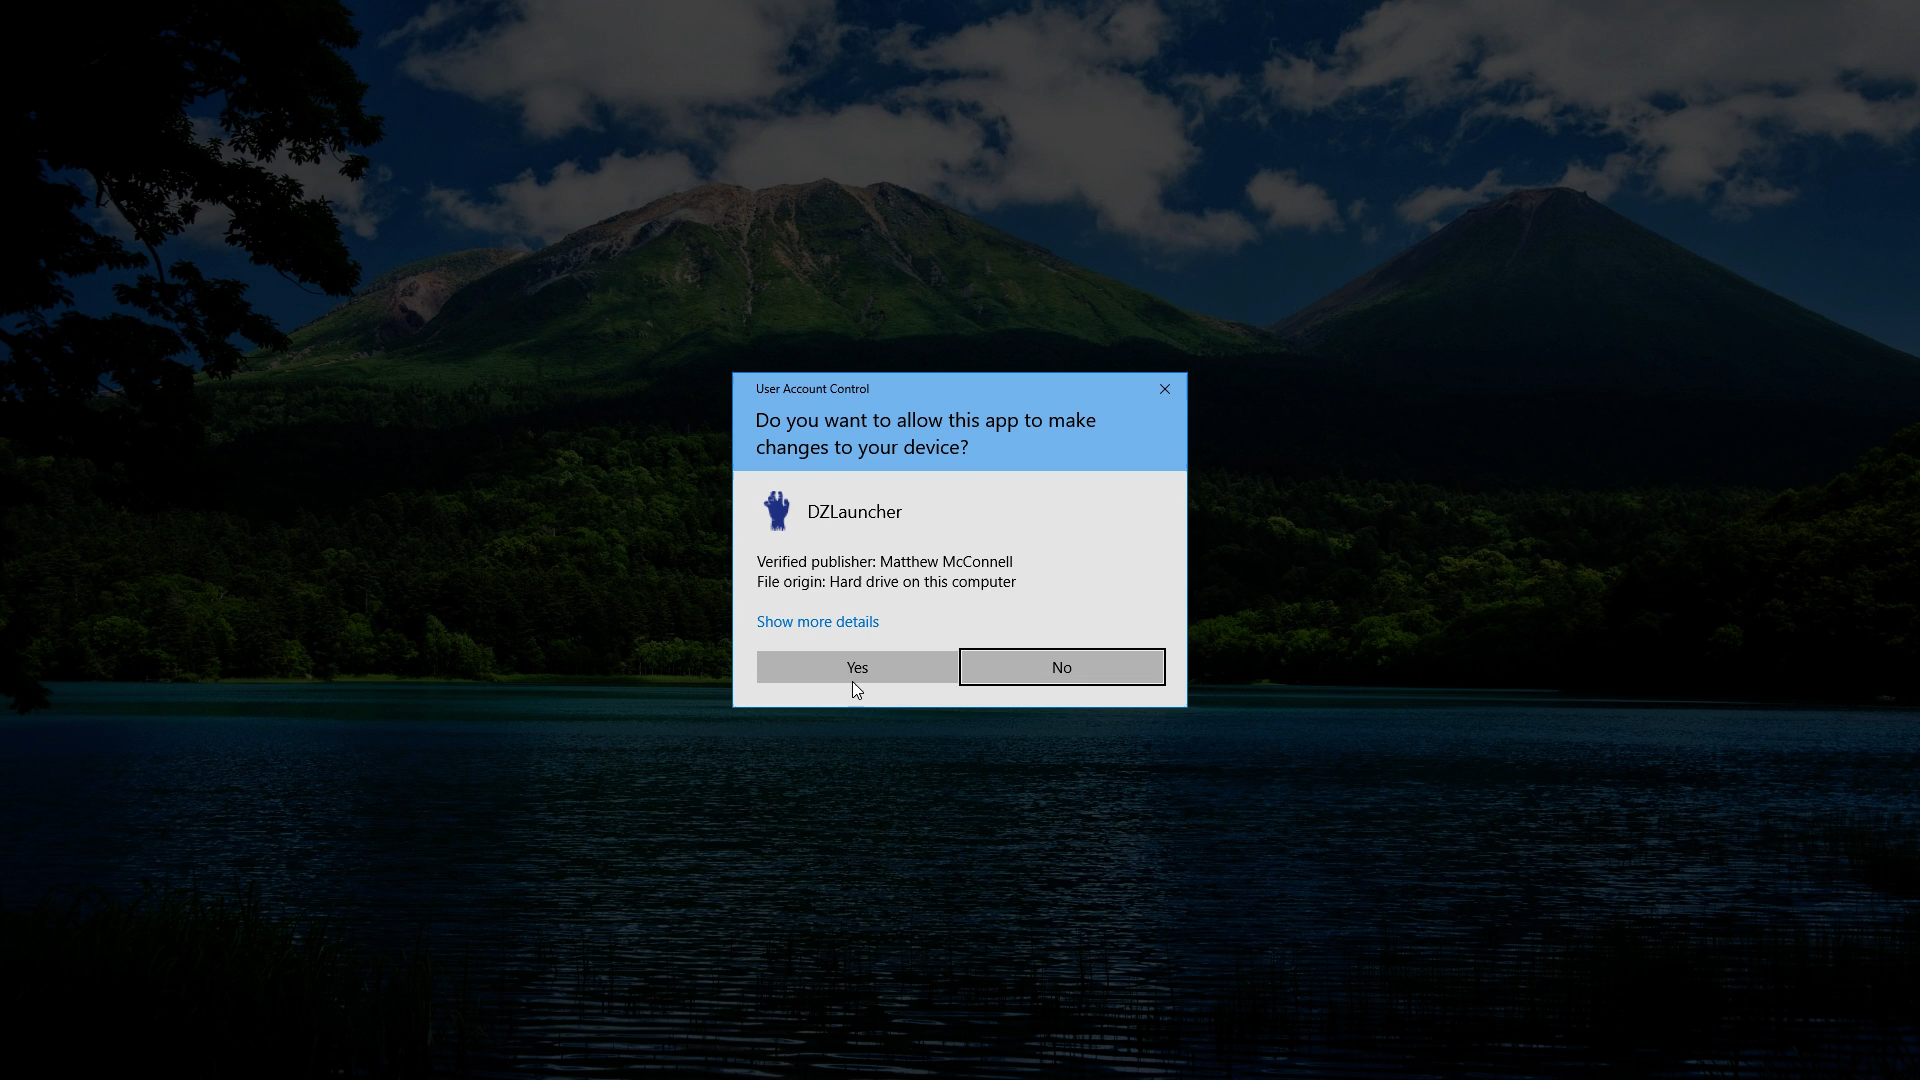 User Account Control
Do you want to allow this app to make
changes to your device?
DZLauncher
Verified publisher: Matthew McConnell
File origin: Hard drive on this computer
Show more details
Yes
No